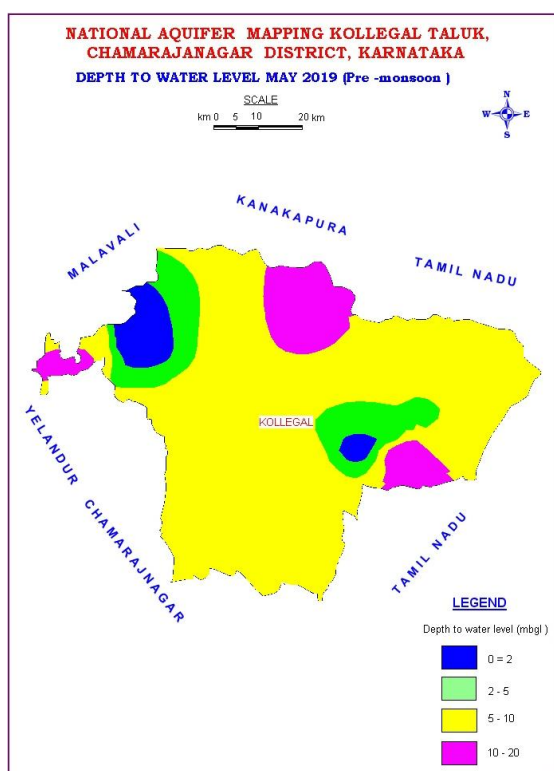 NATIONAL AQUIFER MAPPING KOLLEGAL TALUK,
CHAMARAJANAGAR DISTRICT, KARNATAKA
DEPTH TO WATER LEVEL MAY 2019 (Pre -monsoon )
SCALE
km 0 5 10 20 km
N
W E
S
KANAKAPURA
MALAVALI
TAMIL NADU
KOLLEGAL
YELANDUR
CHAMARAJNAGAR
TAMIL NADU
LEGEND
Depth to water level (mbgl )
0 = 2
2 - 5
5 - 10
10 - 20